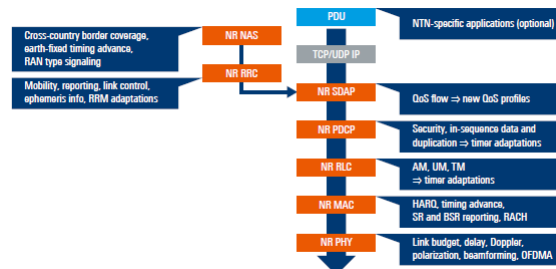 Cross-country border coverage,
earth-fixed timing advance,
RAN type signaling
NR NAS
Mobility, reporting, link control,
ephemeris info, RRM adaptations
NR RRC
PDU
NTN-specific applications (optional)
TCP/UDP IP
NR SDAP
QoS flow ⇒ new QoS profiles
NR PDCP
Security, in-sequence data and
duplication ⇒ timer adaptations
NR RLC
AM, UM, TM
⇒ timer adaptations
NR MAC
HARQ, timing advance,
SR and BSR reporting, RACH
NR PHY
Link budget, delay, Doppler,
polarization, beamforming, OFDMA